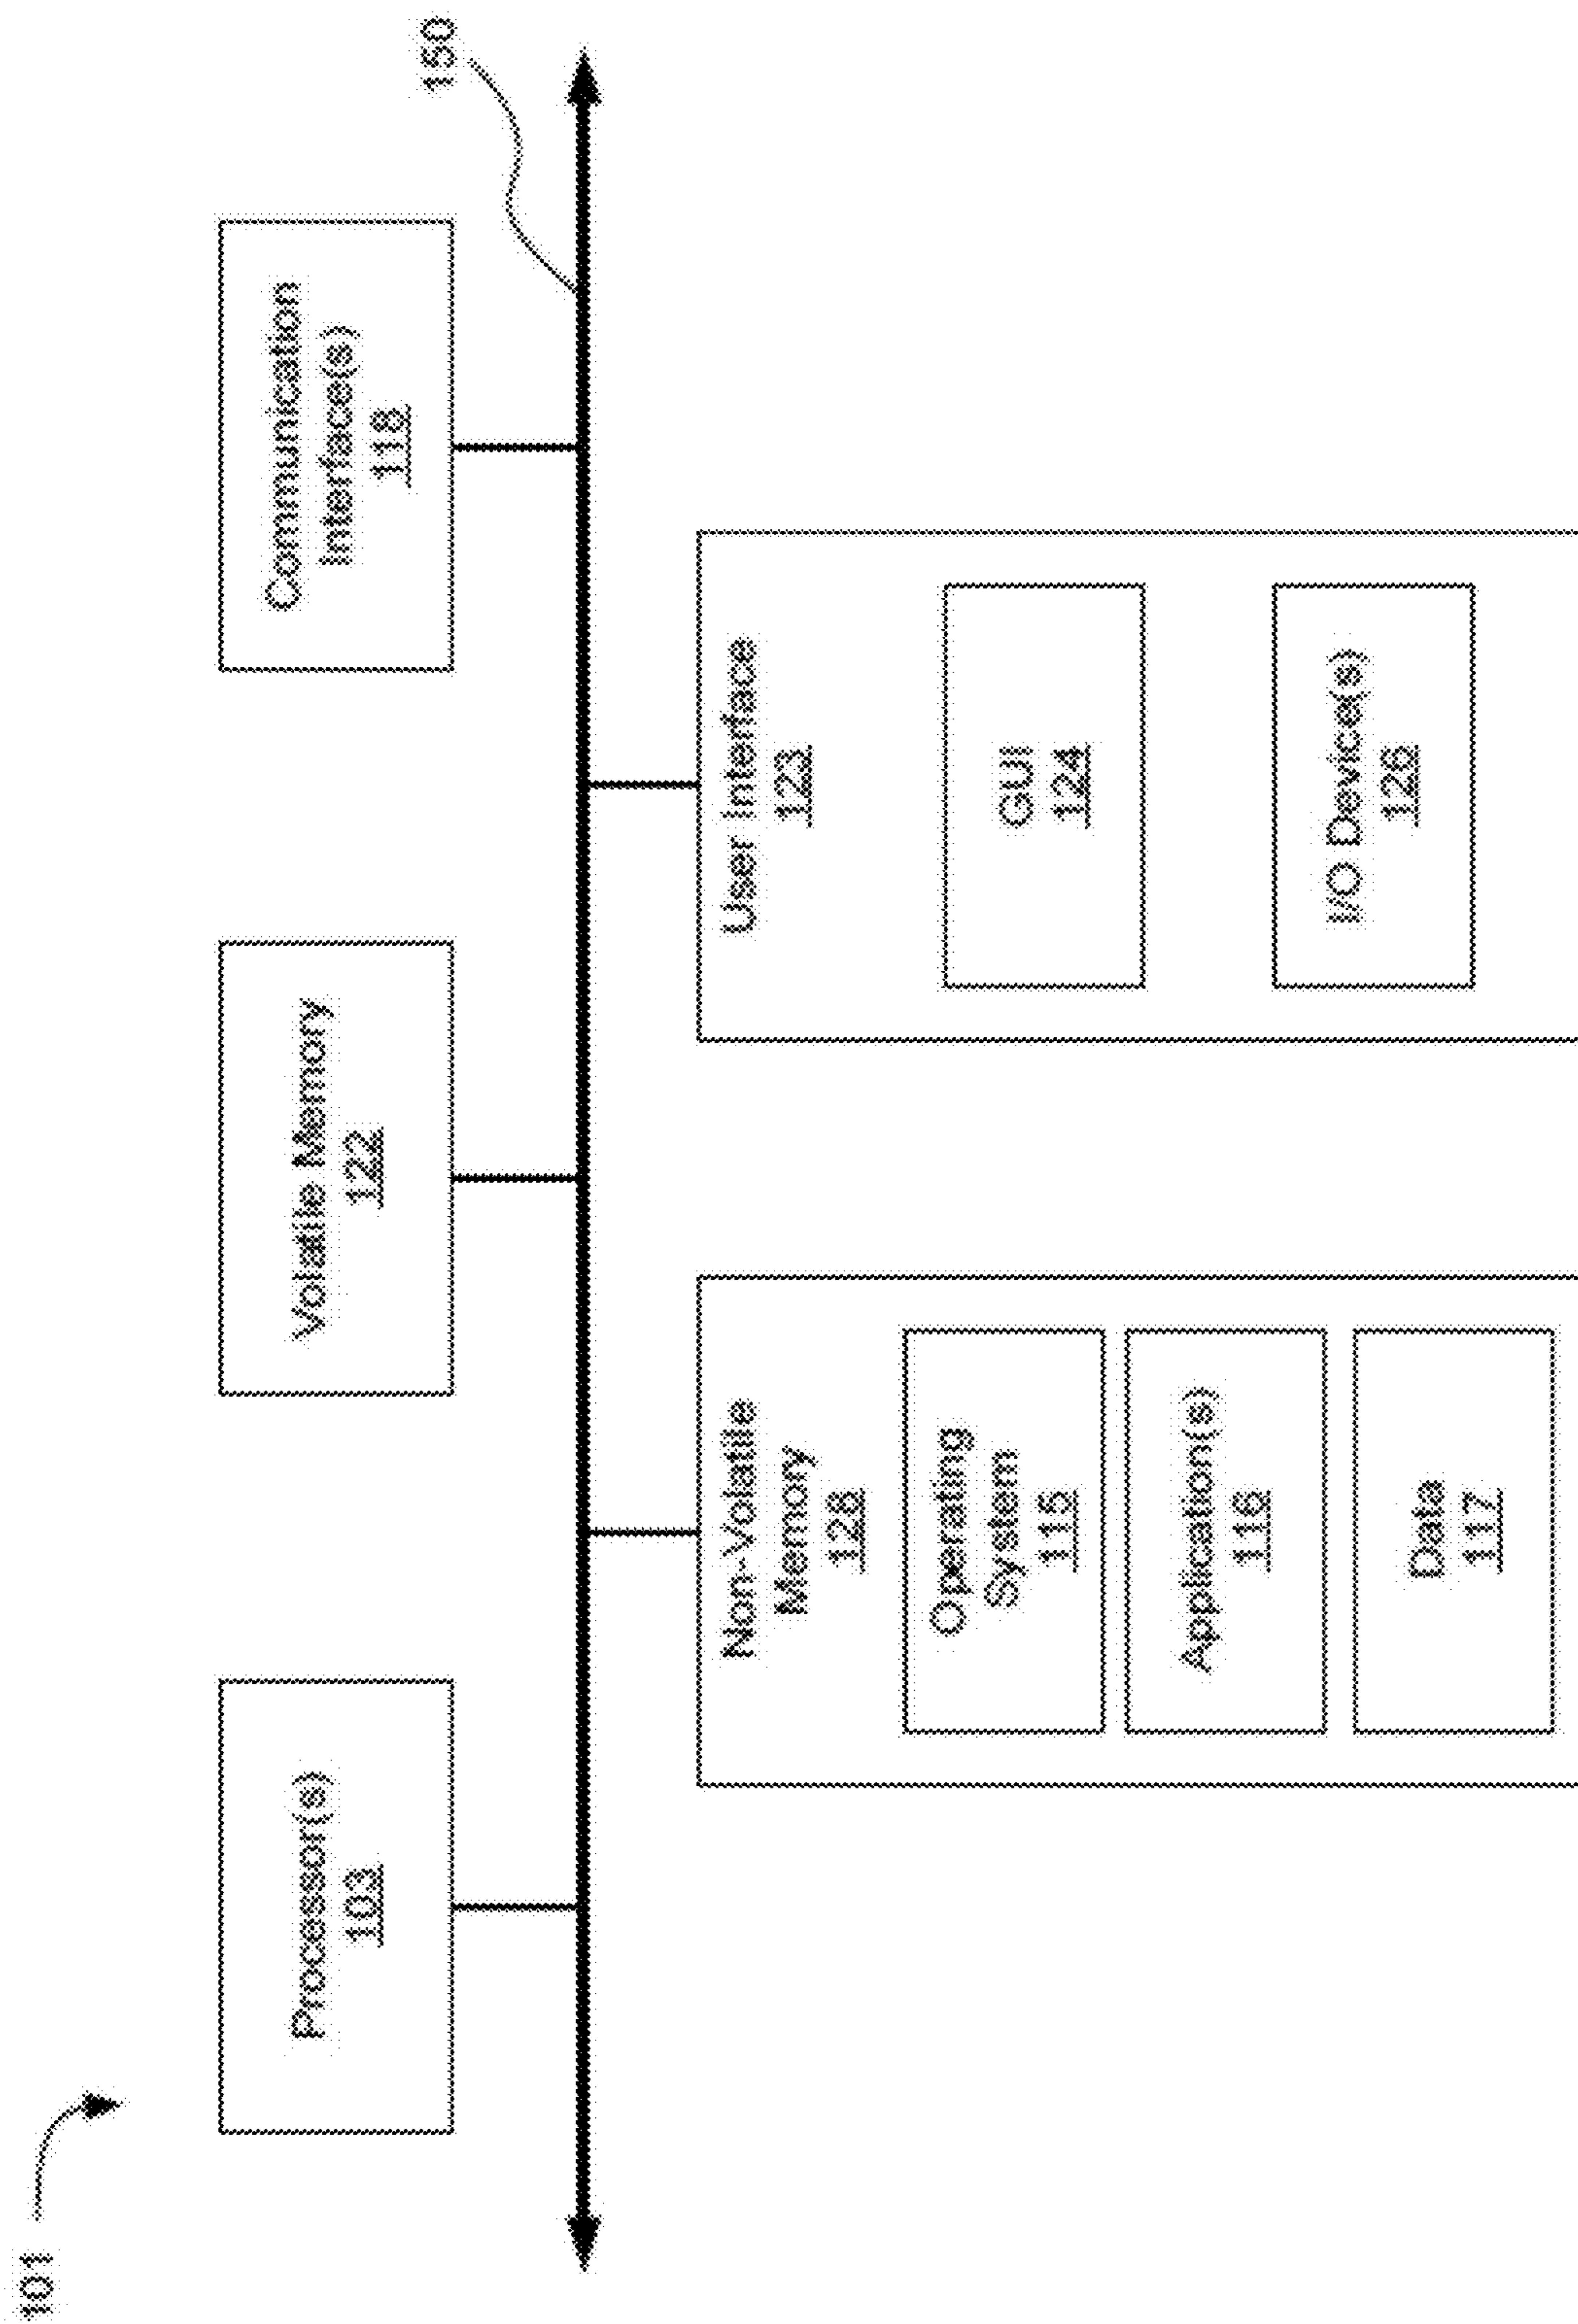 101
Processor(s)
103
Volatile Memory
122
Communication
Interface(s)
118
150
Non-Volatile
Memory
128
Operating
System
115
Application(s)
116
Data
117
User Interface
123
GUI
124
I/O Device(s)
126